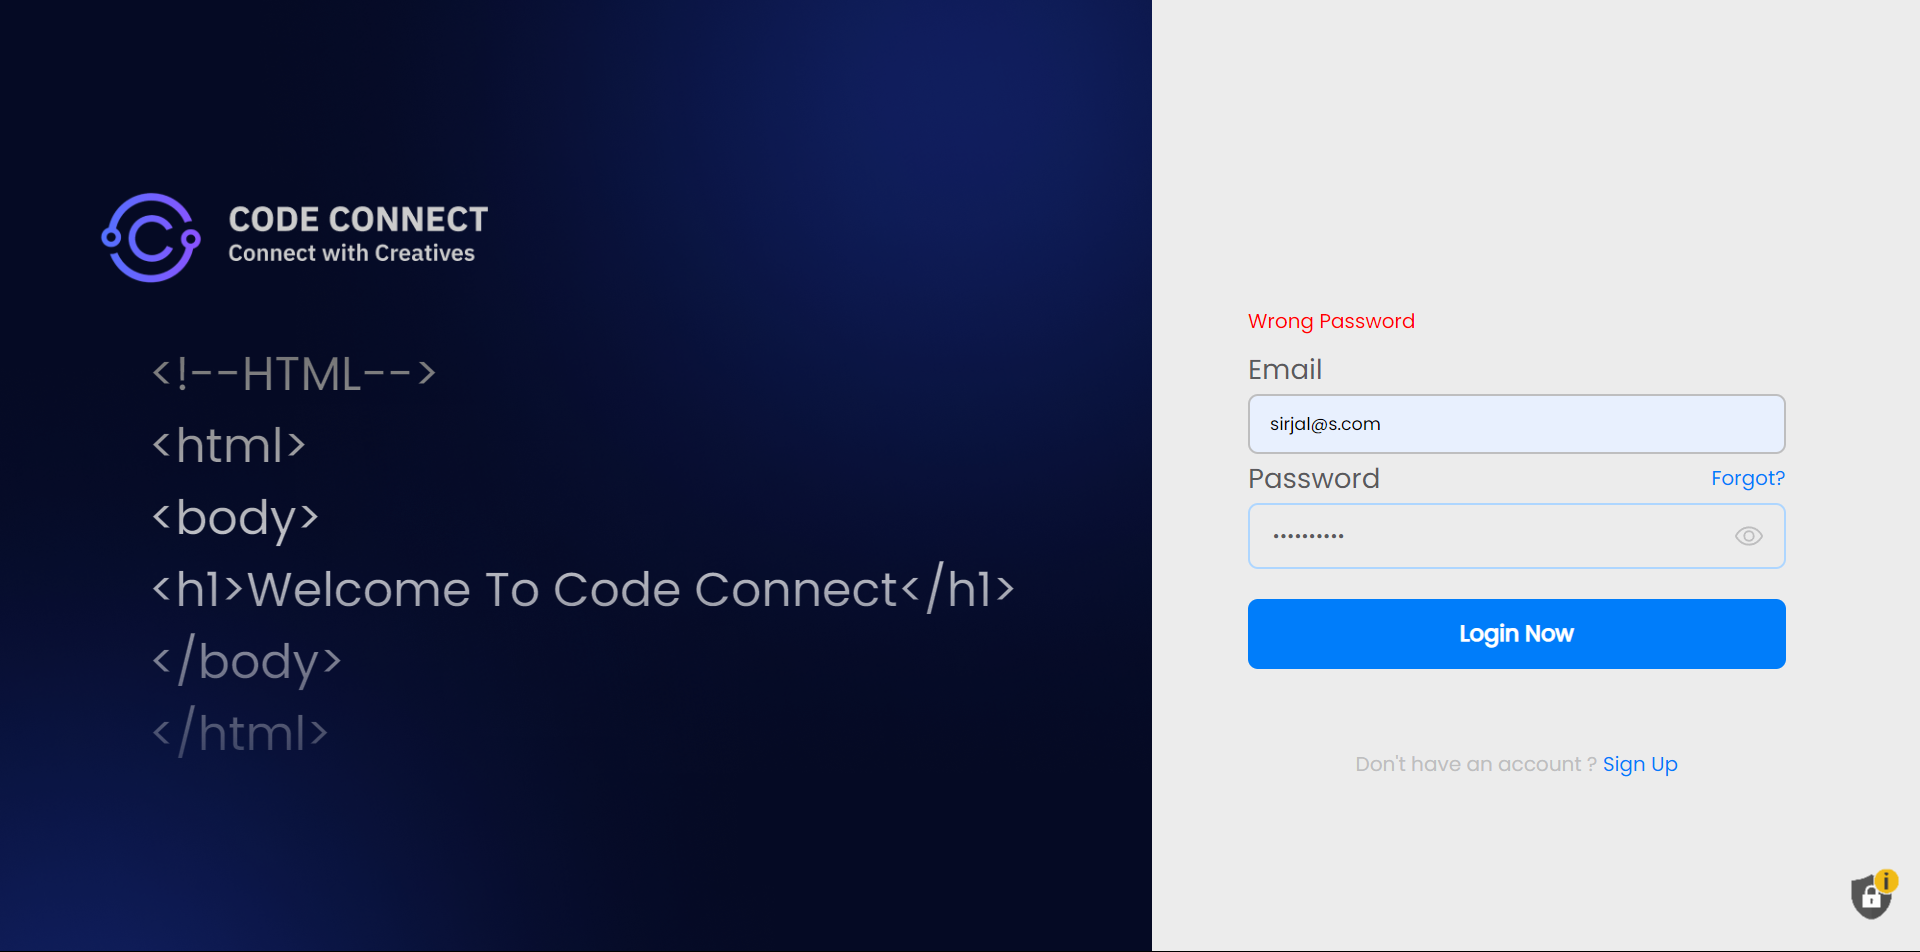 CODE CONNECT
Connect with Creatives
<!--HTML-->
<html>
<body>
<h1>Welcome To Code Connect</h1>
</body>
</html>
Wrong Password
Email
sirjal@s.com
Password Forgot?
••••••••••
Login Now
Don't have an account ? Sign Up
i